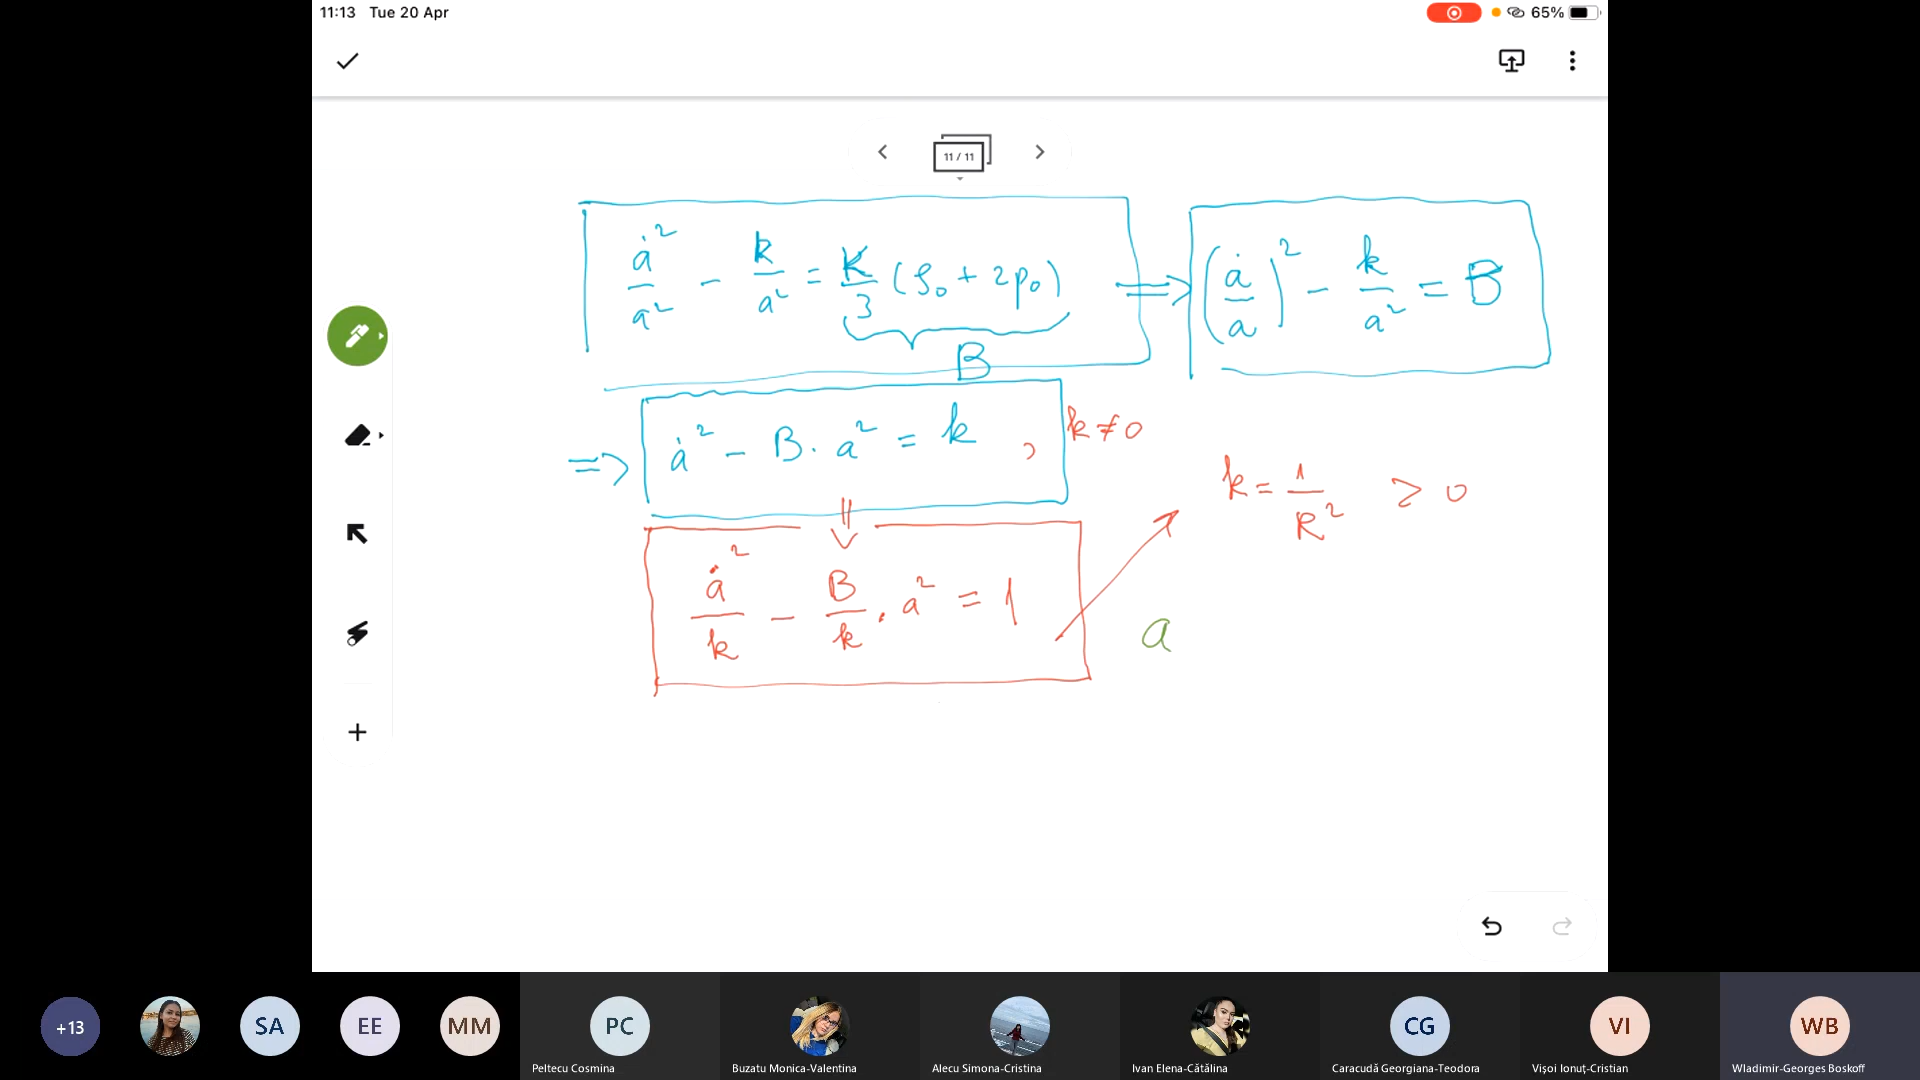 11:13 Tue 20 Apr
65%
11 / 11
ȧ²/a² - k/a² = K/3 (ρ₀ + 2p₀) ⟹ (ȧ/a)² - k/a² = B
B
⟹ ȧ² - B · a² = k , k ≠ 0
k = 1/R² ≥ 0
ȧ²/k - B/k · a² = 1
a
+13
SA
EE
MM
PC
CG
VI
WB
Peltecu Cosmina
Buzatu Monica-Valentina
Alecu Simona-Cristina
Ivan Elena-Cătălina
Caracudă Georgiana-Teodora
Vișoi Ionuț-Cristian
Wladimir-Georges Boskoff